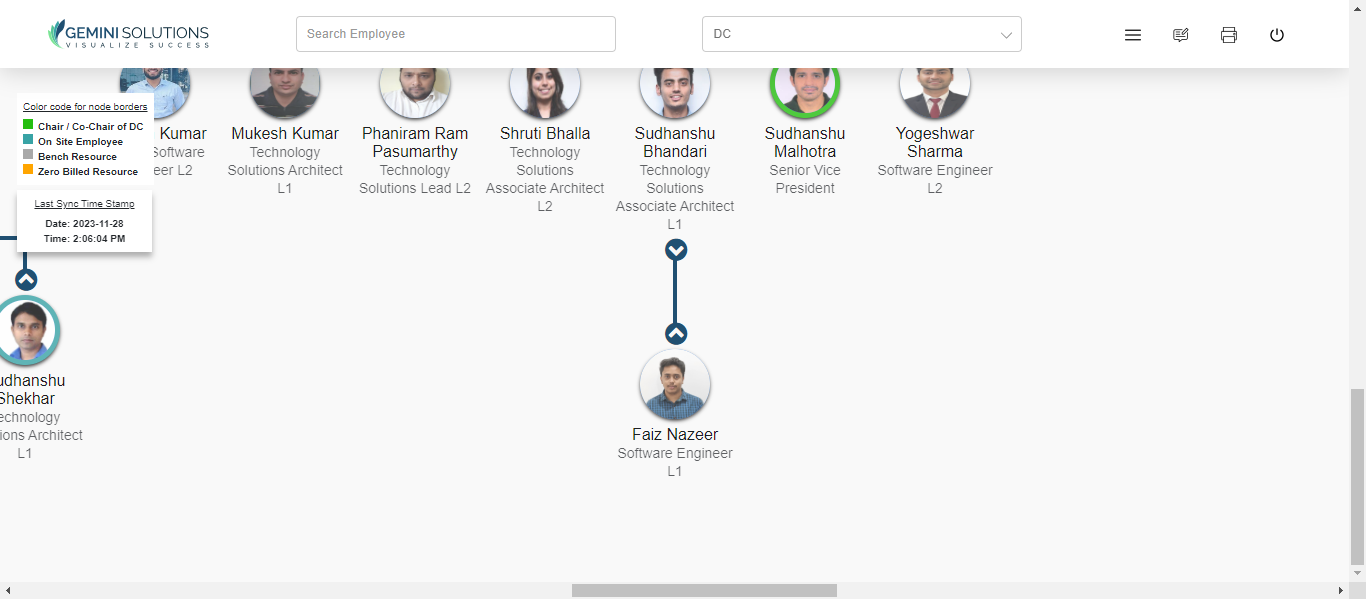 GEMINI SOLUTIONS
VISUALIZE SUCCESS
Search Employee
DC
Color code for node borders
Chair / Co-Chair of DC
On Site Employee
Bench Resource
Zero Billed Resource
Last Sync Time Stamp
Date: 2023-11-28
Time: 2:06:04 PM
Kumar
Software
eer L2
Mukesh Kumar
Technology
Solutions Architect
L1
Phaniram Ram
Pasumarthy
Technology
Solutions Lead L2
Shruti Bhalla
Technology
Solutions
Associate Architect
L2
Sudhanshu
Bhandari
Technology
Solutions
Associate Architect
L1
Sudhanshu
Malhotra
Senior Vice
President
Yogeshwar
Sharma
Software Engineer
L2
udhanshu
Shekhar
echnology
ions Architect
L1
Faiz Nazeer
Software Engineer
L1